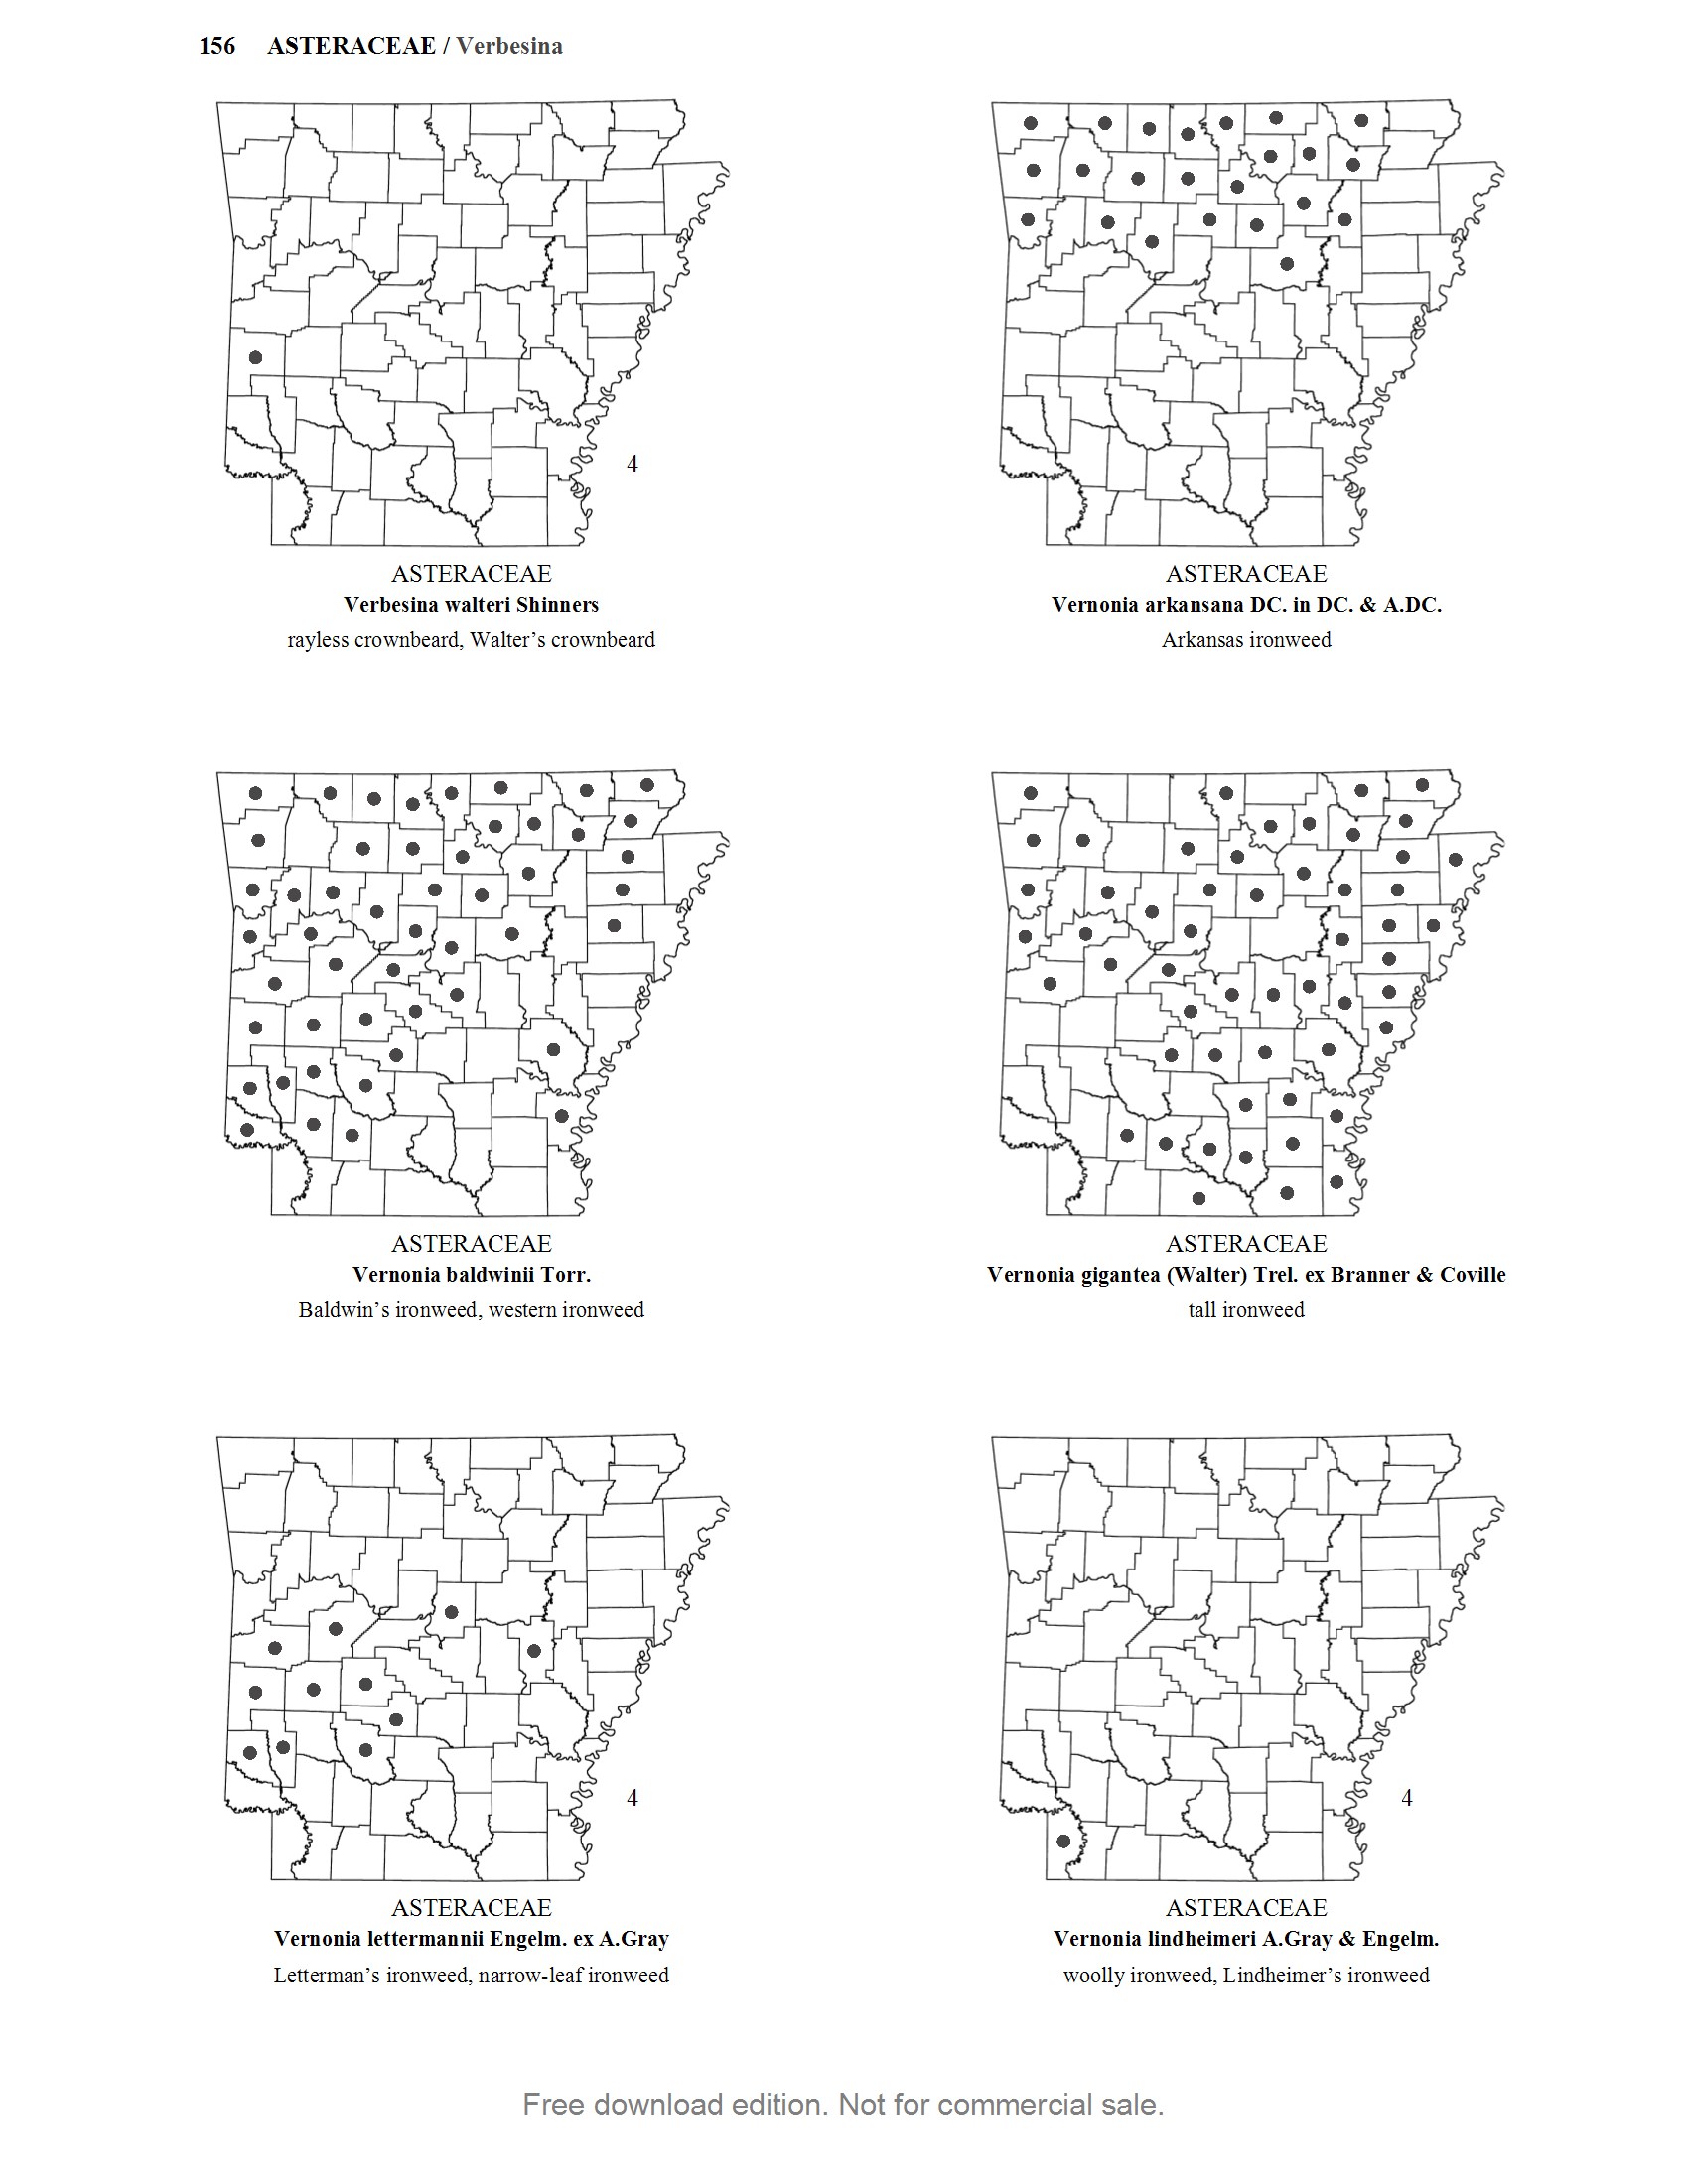 156 ASTERACEAE / Verbesina
4
ASTERACEAE
Verbesina walteri Shinners
rayless crownbeard, Walter’s crownbeard
ASTERACEAE
Vernonia arkansana DC. in DC. & A.DC.
Arkansas ironweed
ASTERACEAE
Vernonia baldwinii Torr.
Baldwin’s ironweed, western ironweed
ASTERACEAE
Vernonia gigantea (Walter) Trel. ex Branner & Coville
tall ironweed
4
ASTERACEAE
Vernonia lettermannii Engelm. ex A.Gray
Letterman’s ironweed, narrow-leaf ironweed
4
ASTERACEAE
Vernonia lindheimeri A.Gray & Engelm.
woolly ironweed, Lindheimer’s ironweed
Free download edition. Not for commercial sale.